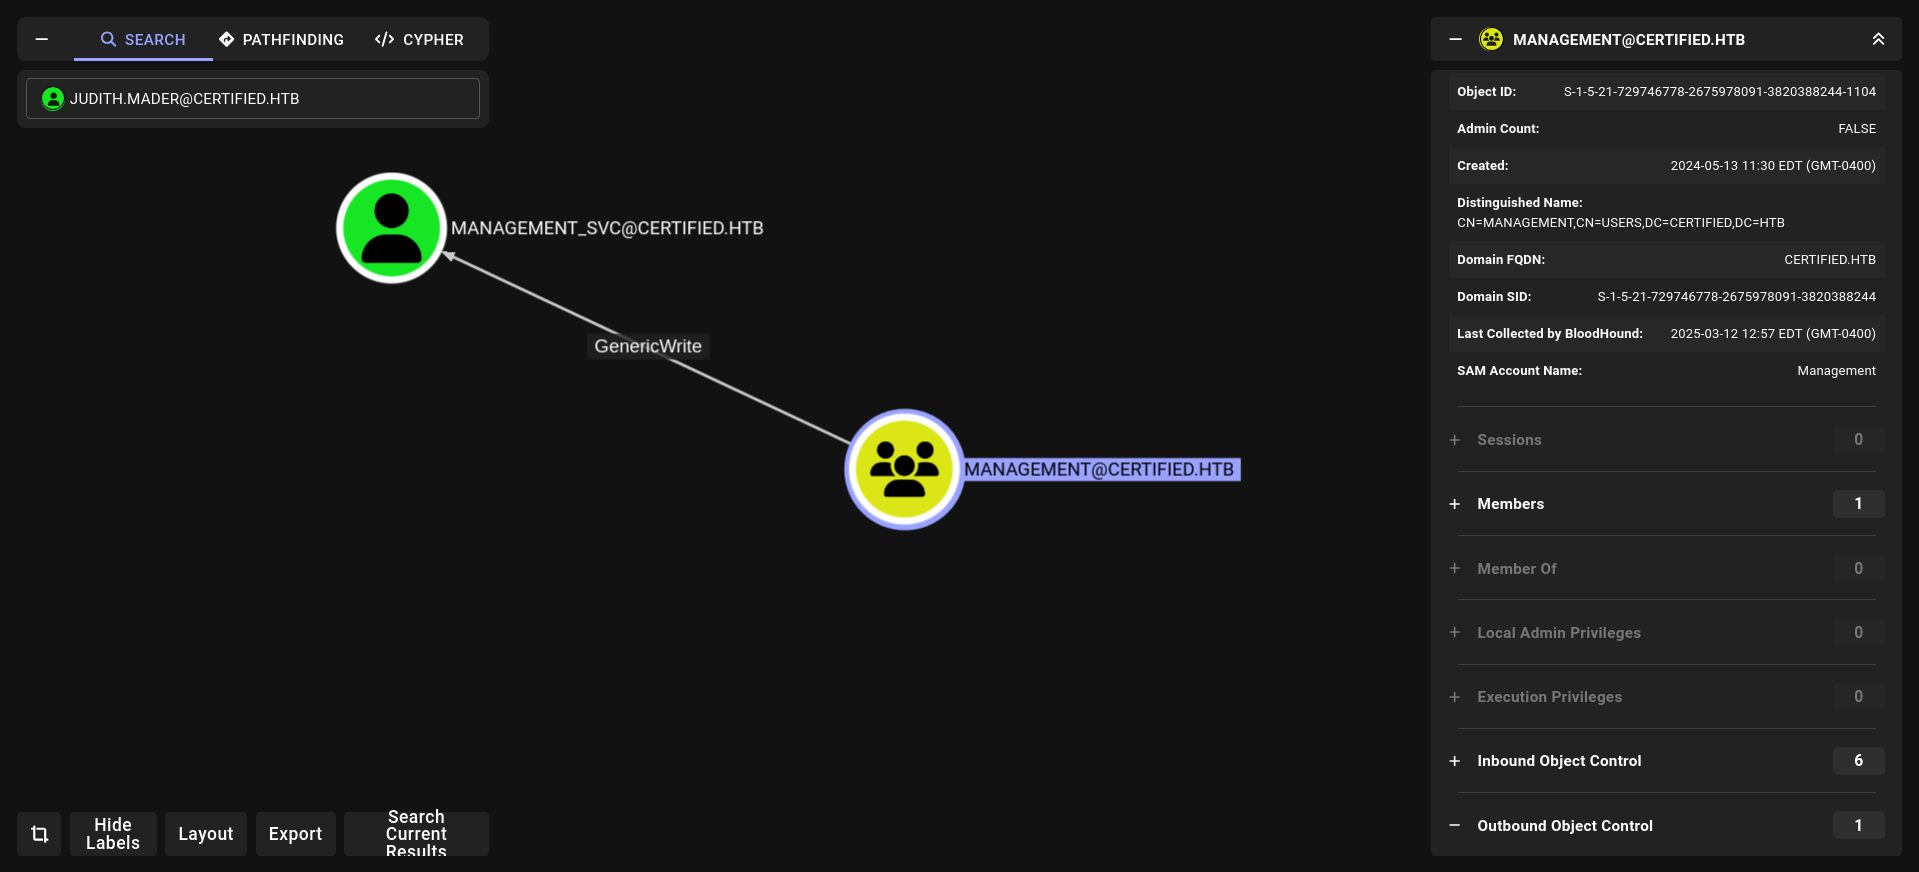 SEARCH
PATHFINDING
CYPHER
JUDITH.MADER@CERTIFIED.HTB
MANAGEMENT_SVC@CERTIFIED.HTB
GenericWrite
MANAGEMENT@CERTIFIED.HTB
Hide
Labels
Layout
Export
Search
Current
Results
MANAGEMENT@CERTIFIED.HTB
Object ID: S-1-5-21-729746778-2675978091-3820388244-1104
Admin Count: FALSE
Created: 2024-05-13 11:30 EDT (GMT-0400)
Distinguished Name:
CN=MANAGEMENT,CN=USERS,DC=CERTIFIED,DC=HTB
Domain FQDN: CERTIFIED.HTB
Domain SID: S-1-5-21-729746778-2675978091-3820388244
Last Collected by BloodHound: 2025-03-12 12:57 EDT (GMT-0400)
SAM Account Name: Management
Sessions 0
Members 1
Member Of 0
Local Admin Privileges 0
Execution Privileges 0
Inbound Object Control 6
Outbound Object Control 1